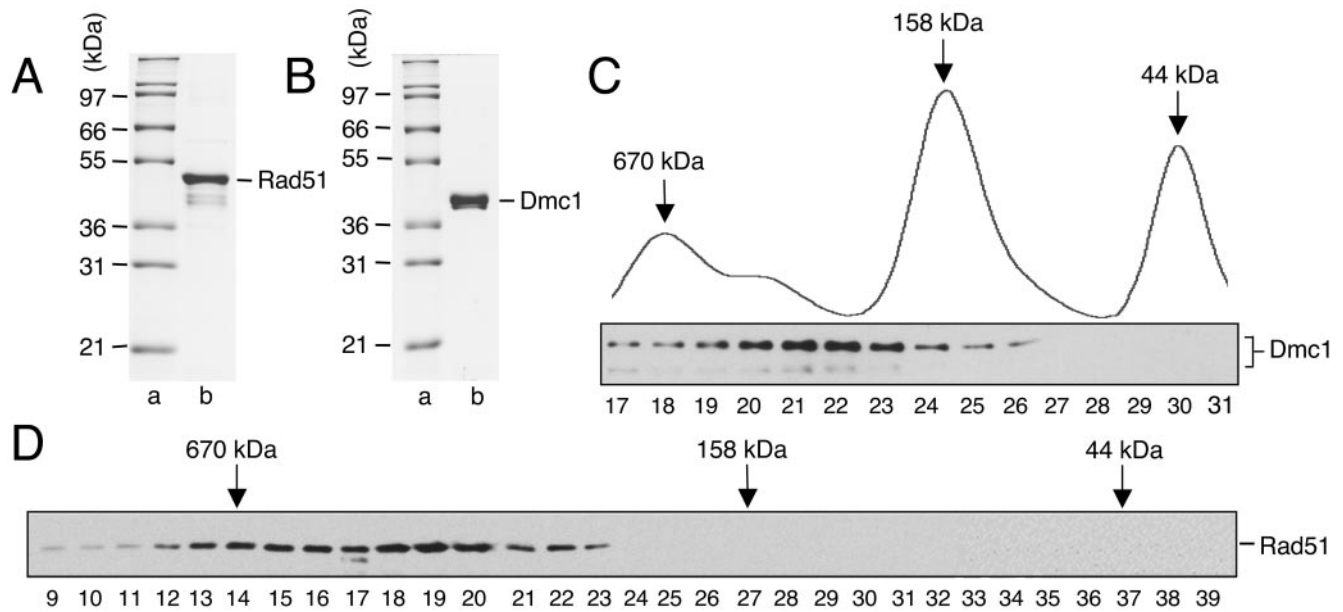 A
(kDa)
97
66
55
36
31
21
Rad51
a b
B
(kDa)
97
66
55
36
31
21
Dmc1
a b
C
670 kDa
158 kDa
44 kDa
Dmc1
17 18 19 20 21 22 23 24 25 26 27 28 29 30 31
D
670 kDa 158 kDa 44 kDa
Rad51
9 10 11 12 13 14 15 16 17 18 19 20 21 22 23 24 25 26 27 28 29 30 31 32 33 34 35 36 37 38 39